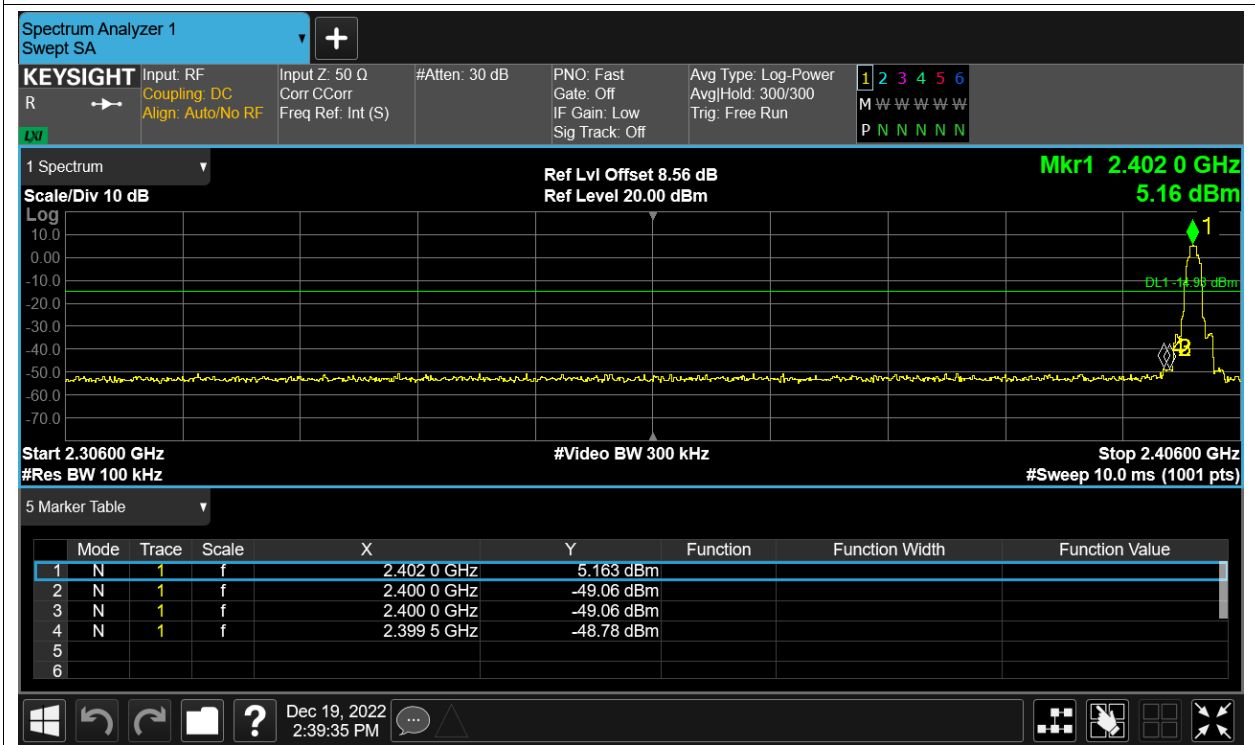 Spectrum Analyzer 1
Swept SA
KEYSIGHT
R
LXI
Input: RF
Coupling: DC
Align: Auto/No RF
Input Z: 50 Ω
Corr CCorr
Freq Ref: Int (S)
#Atten: 30 dB
PNO: Fast
Gate: Off
IF Gain: Low
Sig Track: Off
Avg Type: Log-Power
Avg|Hold: 300/300
Trig: Free Run
1 2 3 4 5 6
M W W W W W
P N N N N N
1 Spectrum
Scale/Div 10 dB
Ref Lvl Offset 8.56 dB
Ref Level 20.00 dBm
Mkr1 2.402 0 GHz
5.16 dBm
Log
10.0
0.00
-10.0
-20.0
-30.0
-40.0
-50.0
-60.0
-70.0
1
DL1 -14.93 dBm
Start 2.30600 GHz
#Res BW 100 kHz
#Video BW 300 kHz
Stop 2.40600 GHz
#Sweep 10.0 ms (1001 pts)
5 Marker Table
Mode Trace Scale X Y Function Function Width Function Value
1 N 1 f 2.402 0 GHz 5.163 dBm
2 N 1 f 2.400 0 GHz -49.06 dBm
3 N 1 f 2.400 0 GHz -49.06 dBm
4 N 1 f 2.399 5 GHz -48.78 dBm
5
6
?
Dec 19, 2022
2:39:35 PM